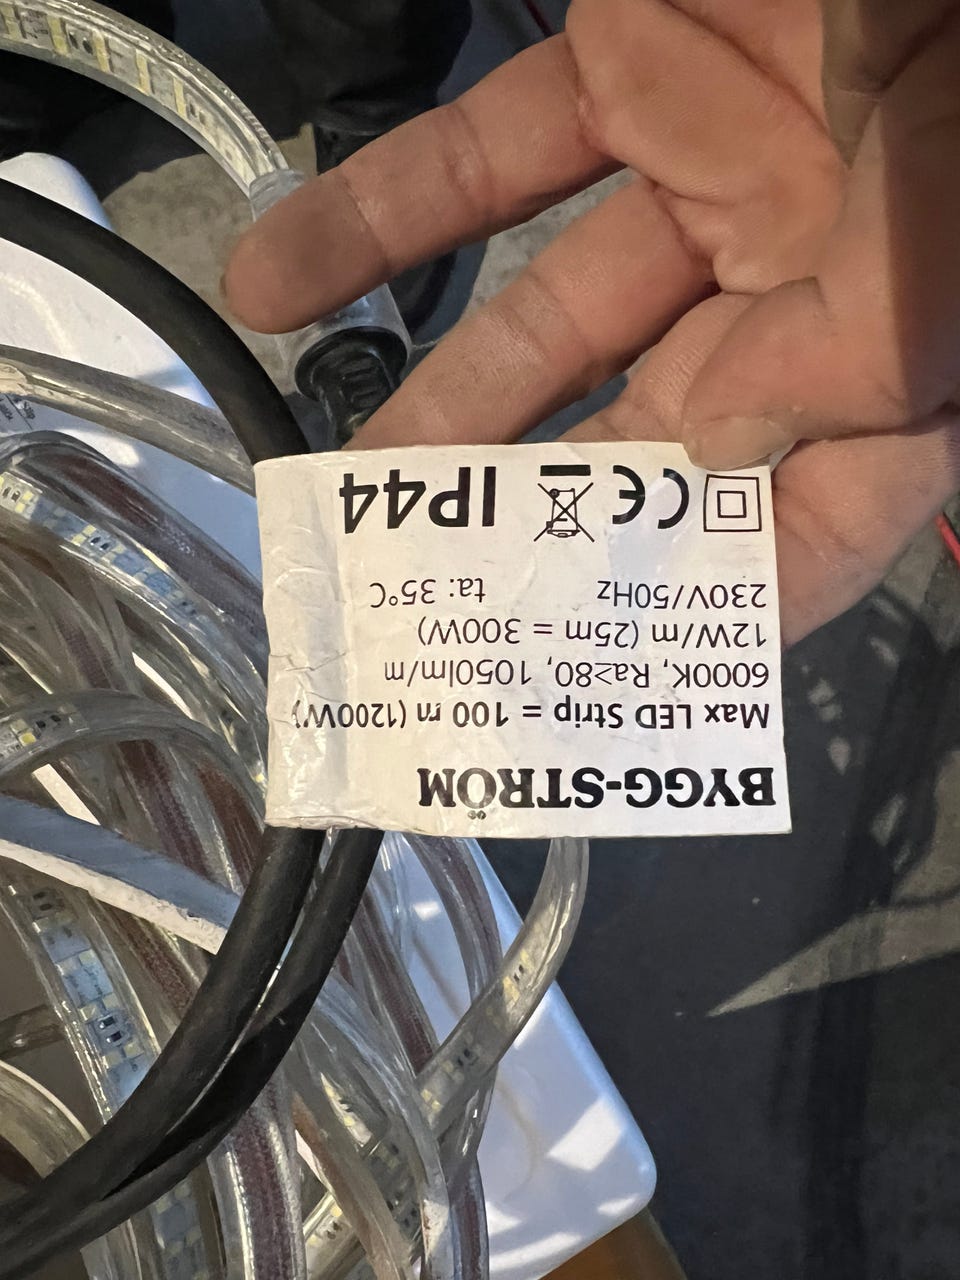 BYGG-STRÖM
Max LED Strip = 100 m (1200W)
6000K, Ra≥80, 1050lm/m
12W/m (25m = 300W)
230V/50Hz ta: 35°C
CE IP44